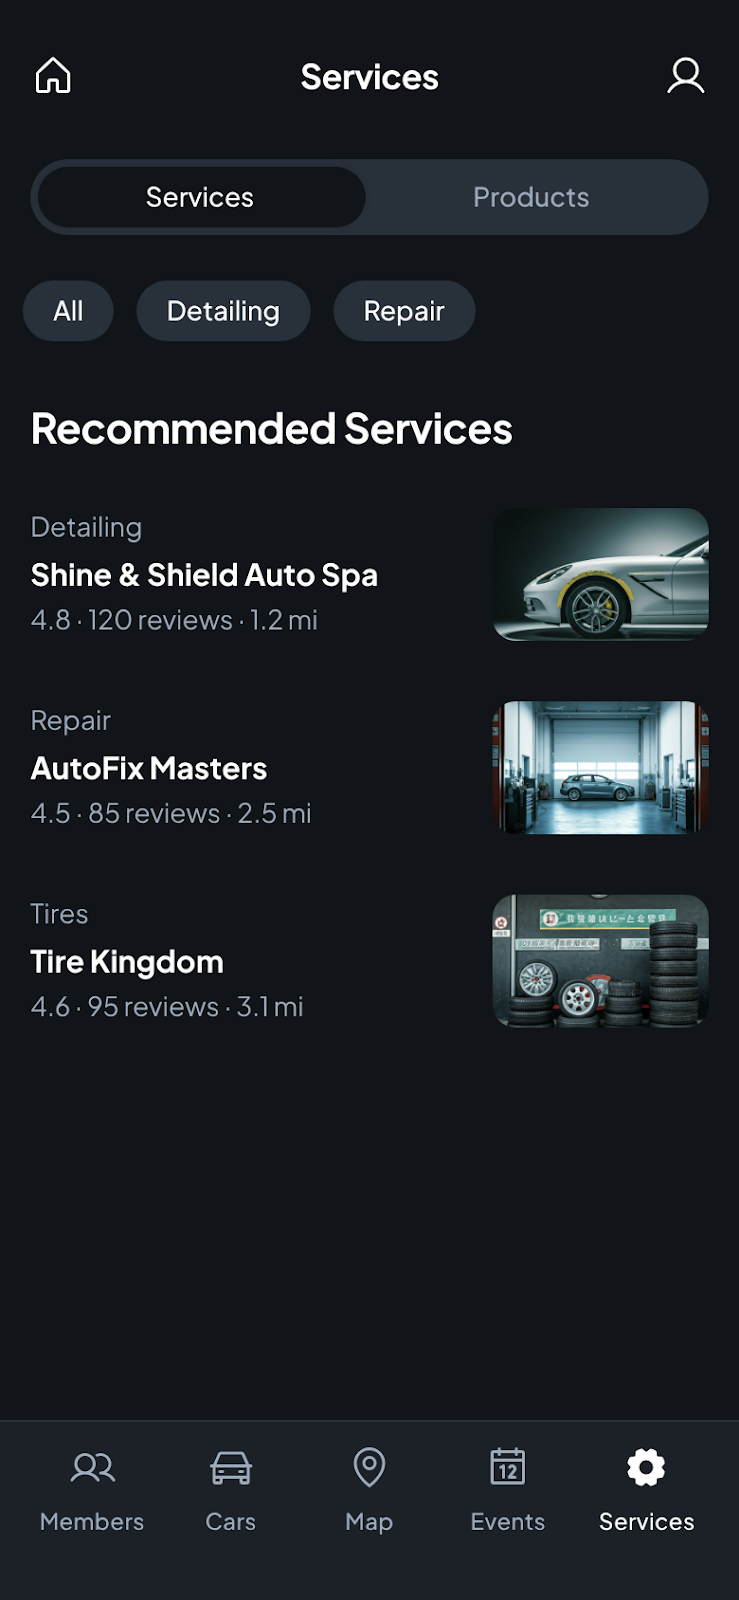 Services
Services
Products
All
Detailing
Repair
Recommended Services
Detailing
Shine & Shield Auto Spa
4.8 · 120 reviews · 1.2 mi
Repair
AutoFix Masters
4.5 · 85 reviews · 2.5 mi
Tires
Tire Kingdom
4.6 · 95 reviews · 3.1 mi
12
Members
Cars
Map
Events
Services